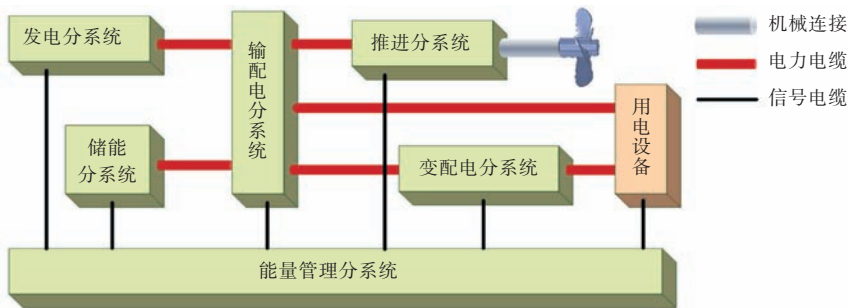 发电分系统
输配电分系统
推进分系统
机械连接
电力电缆
信号电缆
用电设备
储能
分系统
变配电分系统
能量管理分系统